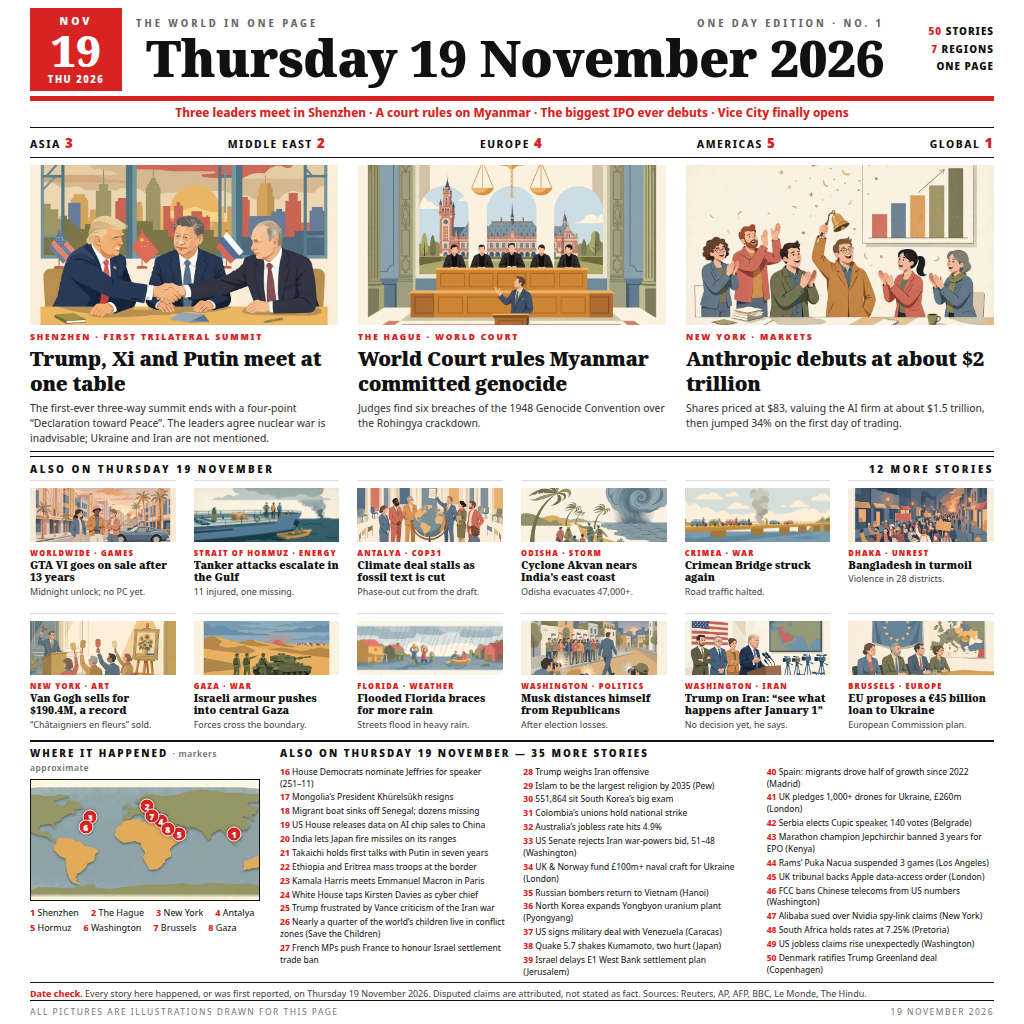 NOV
19
THU 2026
THE WORLD IN ONE PAGE
ONE DAY EDITION · NO. 1
Thursday 19 November 2026
50 STORIES
7 REGIONS
ONE PAGE
Three leaders meet in Shenzhen · A court rules on Myanmar · The biggest IPO ever debuts · Vice City finally opens
ASIA 3
MIDDLE EAST 2
EUROPE 4
AMERICAS 5
GLOBAL 1
SHENZHEN · FIRST TRILATERAL SUMMIT
Trump, Xi and Putin meet at
one table
The first-ever three-way summit ends with a four-point
“Declaration toward Peace”. The leaders agree nuclear war is
inadvisable; Ukraine and Iran are not mentioned.
THE HAGUE · WORLD COURT
World Court rules Myanmar
committed genocide
Judges find six breaches of the 1948 Genocide Convention over
the Rohingya crackdown.
NEW YORK · MARKETS
Anthropic debuts at about $2
trillion
Shares priced at $83, valuing the AI firm at about $1.5 trillion,
then jumped 34% on the first day of trading.
ALSO ON THURSDAY 19 NOVEMBER
12 MORE STORIES
WORLDWIDE · GAMES
GTA VI goes on sale after
13 years
Midnight unlock; no PC yet.
STRAIT OF HORMUZ · ENERGY
Tanker attacks escalate in
the Gulf
11 injured, one missing.
ANTALYA · COP31
Climate deal stalls as
fossil text is cut
Phase-out cut from the draft.
ODISHA · STORM
Cyclone Akvan nears
India’s east coast
Odisha evacuates 47,000+.
CRIMEA · WAR
Crimean Bridge struck
again
Road traffic halted.
DHAKA · UNREST
Bangladesh in turmoil
Violence in 28 districts.
NEW YORK · ART
Van Gogh sells for
$190.4M, a record
“Châtaigniers en fleurs” sold.
GAZA · WAR
Israeli armour pushes
into central Gaza
Forces cross the boundary.
FLORIDA · WEATHER
Flooded Florida braces
for more rain
Streets flood in heavy rain.
WASHINGTON · POLITICS
Musk distances himself
from Republicans
After election losses.
WASHINGTON · IRAN
Trump on Iran: “see what
happens after January 1”
No decision yet, he says.
BRUSSELS · EUROPE
EU proposes a €45 billion
loan to Ukraine
European Commission plan.
WHERE IT HAPPENED · markers
approximate
2
3
7
4
6
8
5
1
1 Shenzhen 2 The Hague 3 New York 4 Antalya
5 Hormuz 6 Washington 7 Brussels 8 Gaza
ALSO ON THURSDAY 19 NOVEMBER — 35 MORE STORIES
16 House Democrats nominate Jeffries for speaker
(251–11)
17 Mongolia’s President Khürelsükh resigns
18 Migrant boat sinks off Senegal; dozens missing
19 US House releases data on AI chip sales to China
20 India lets Japan fire missiles on its ranges
21 Takaichi holds first talks with Putin in seven years
22 Ethiopia and Eritrea mass troops at the border
23 Kamala Harris meets Emmanuel Macron in Paris
24 White House taps Kirsten Davies as cyber chief
25 Trump frustrated by Vance criticism of the Iran war
26 Nearly a quarter of the world’s children live in conflict
zones (Save the Children)
27 French MPs push France to honour Israel settlement
trade ban
28 Trump weighs Iran offensive
29 Islam to be the largest religion by 2035 (Pew)
30 551,864 sit South Korea’s big exam
31 Colombia’s unions hold national strike
32 Australia’s jobless rate hits 4.9%
33 US Senate rejects Iran war-powers bid, 51–48
(Washington)
34 UK & Norway fund £100m+ naval craft for Ukraine
(London)
35 Russian bombers return to Vietnam (Hanoi)
36 North Korea expands Yongbyon uranium plant
(Pyongyang)
37 US signs military deal with Venezuela (Caracas)
38 Quake 5.7 shakes Kumamoto, two hurt (Japan)
39 Israel delays E1 West Bank settlement plan
(Jerusalem)
40 Spain: migrants drove half of growth since 2022
(Madrid)
41 UK pledges 1,000+ drones for Ukraine, £260m
(London)
42 Serbia elects Cupic speaker, 140 votes (Belgrade)
43 Marathon champion Jepchirchir banned 3 years for
EPO (Kenya)
44 Rams’ Puka Nacua suspended 3 games (Los Angeles)
45 UK tribunal backs Apple data-access order (London)
46 FCC bans Chinese telecoms from US numbers
(Washington)
47 Alibaba sued over Nvidia spy-link claims (New York)
48 South Africa holds rates at 7.25% (Pretoria)
49 US jobless claims rise unexpectedly (Washington)
50 Denmark ratifies Trump Greenland deal
(Copenhagen)
Date check. Every story here happened, or was first reported, on Thursday 19 November 2026. Disputed claims are attributed, not stated as fact. Sources: Reuters, AP, AFP, BBC, Le Monde, The Hindu.
ALL PICTURES ARE ILLUSTRATIONS DRAWN FOR THIS PAGE
19 NOVEMBER 2026